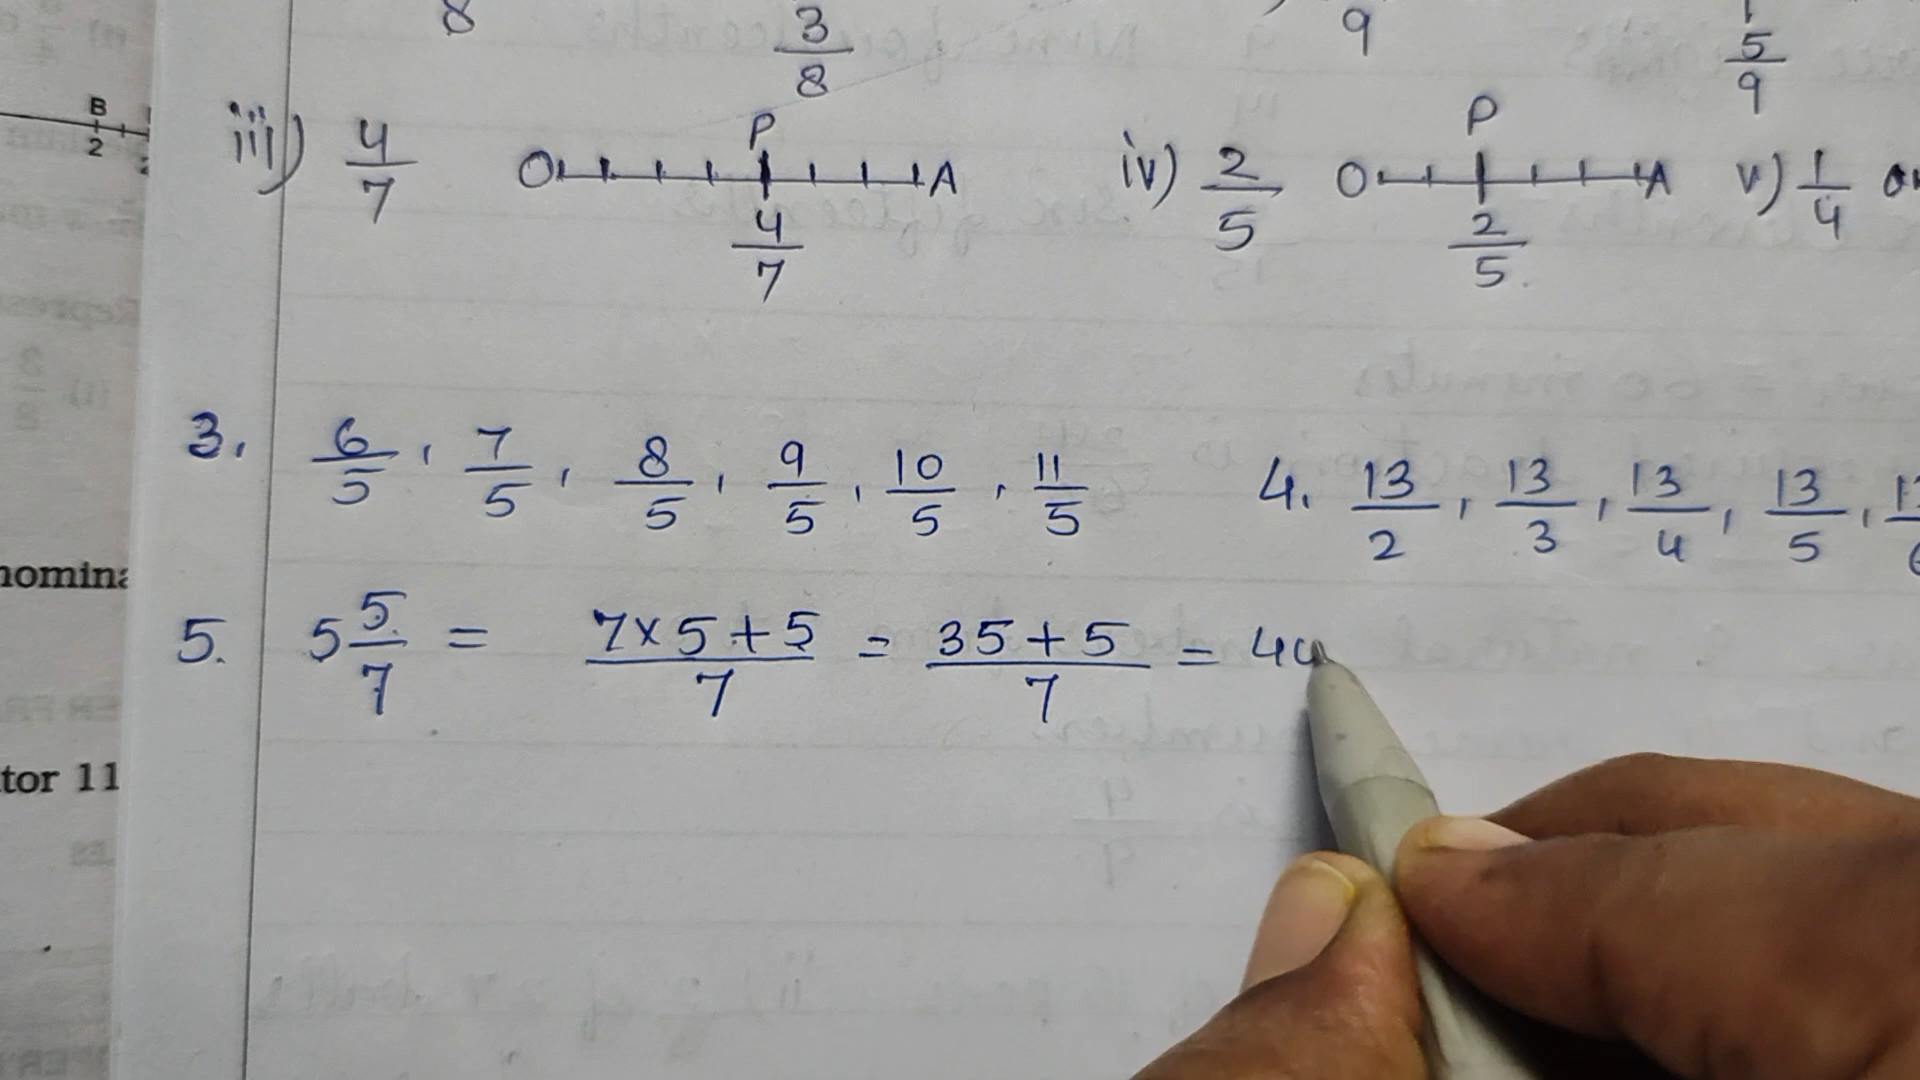 8 3/8 9 5/9
iii) 4/7 O P A 4/7 iv) 2/5 O P A 2/5 v) 1/4
3. 6/5, 7/5, 8/5, 9/5, 10/5, 11/5 4. 13/2, 13/3, 13/4, 13/5,
5. 5 5/7 = 7×5+5/7 = 35+5/7 = 40
B
2
tor 11